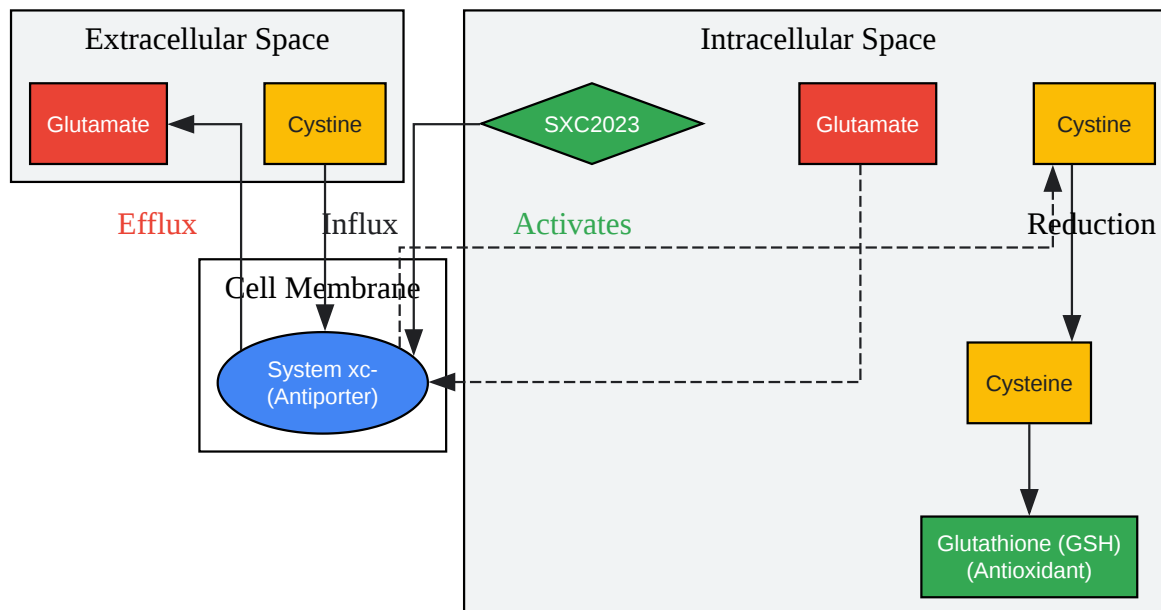 Extracellular Space
Intracellular Space
Glutamate
Cystine
SXC2023
Glutamate
Cystine
Efflux
Influx
Activates
Reduction
Cell Membrane
System xc-
(Antiporter)
Cysteine
Glutathione (GSH)
(Antioxidant)